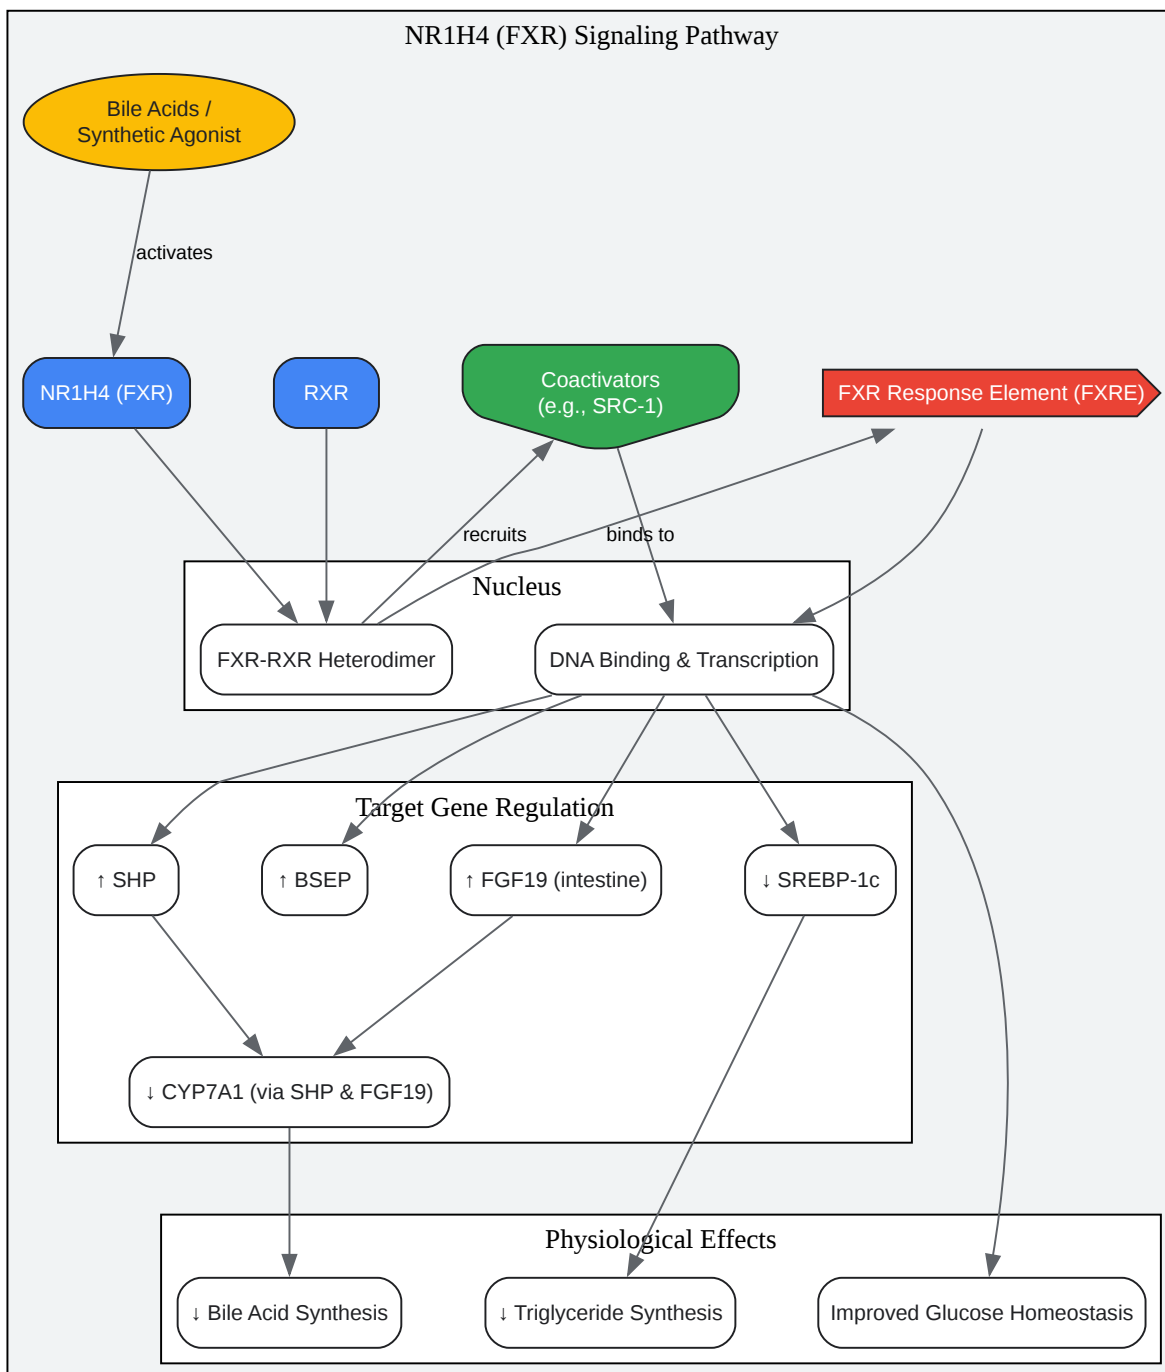 NR1H4 (FXR) Signaling Pathway
Bile Acids /
Synthetic Agonist
activates
NR1H4 (FXR)
RXR
Coactivators
(e.g., SRC-1)
FXR Response Element (FXRE)
recruits
binds to
Nucleus
FXR-RXR Heterodimer
DNA Binding & Transcription
Target Gene Regulation
↑ SHP
↑ BSEP
↑ FGF19 (intestine)
↓ SREBP-1c
↓ CYP7A1 (via SHP & FGF19)
Physiological Effects
↓ Bile Acid Synthesis
↓ Triglyceride Synthesis
Improved Glucose Homeostasis